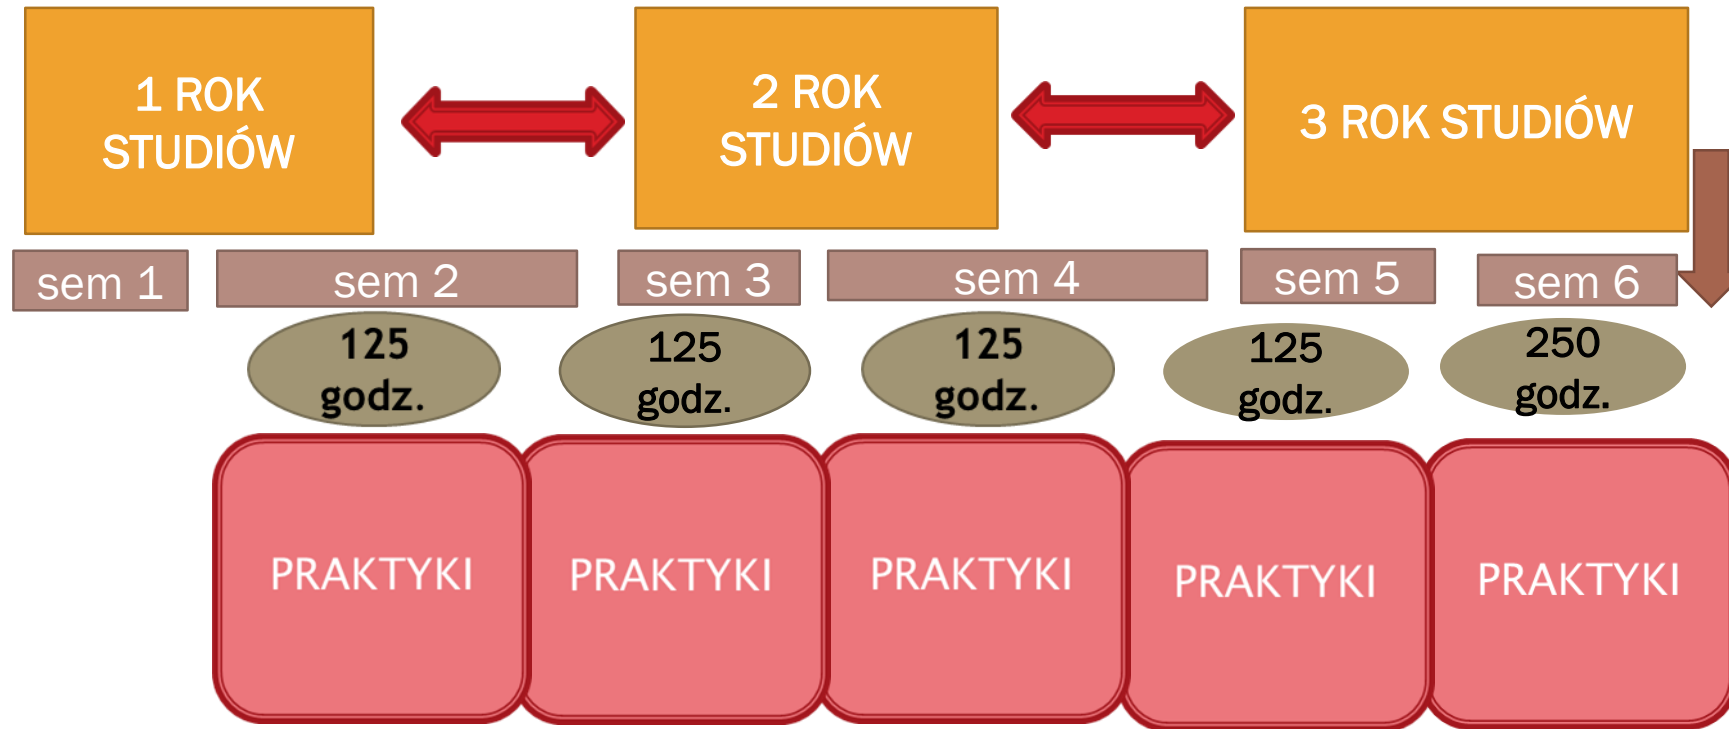 1 ROK
STUDIÓW
2 ROK
STUDIÓW
3 ROK STUDIÓW
sem 1
sem 2
sem 3
sem 4
sem 5
sem 6
125
godz.
125
godz.
125
godz.
125
godz.
250
godz.
PRAKTYKI
PRAKTYKI
PRAKTYKI
PRAKTYKI
PRAKTYKI